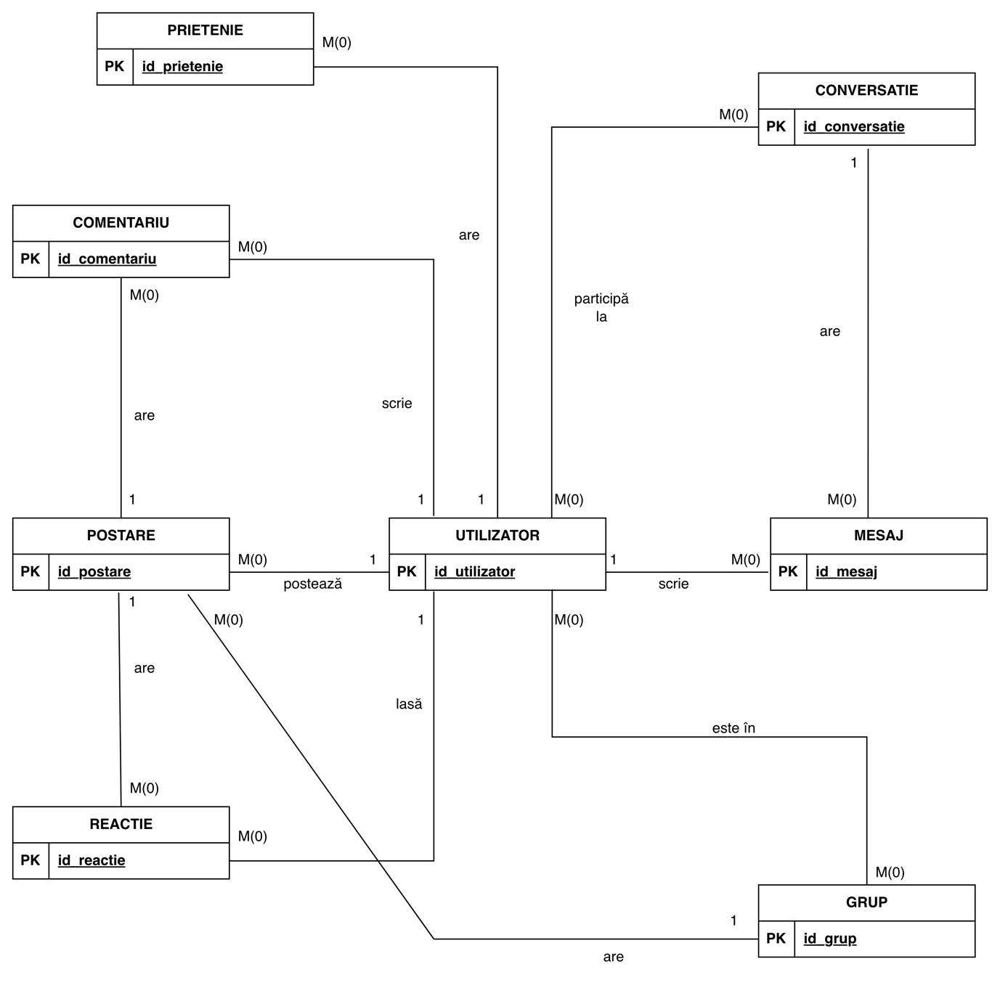 PRIETENIE
M(0)
PK id_prietenie
CONVERSATIE
M(0)
PK id_conversatie
1
COMENTARIU
are
M(0)
PK id_comentariu
M(0)
participă
la
are
scrie
are
1
1
1
M(0)
M(0)
POSTARE
UTILIZATOR
MESAJ
M(0)
1
1
M(0)
PK id_postare
PK id_utilizator
PK id_mesaj
postează
scrie
1
M(0)
1
M(0)
are
lasă
este în
M(0)
REACTIE
M(0)
PK id_reactie
M(0)
GRUP
1
PK id_grup
are